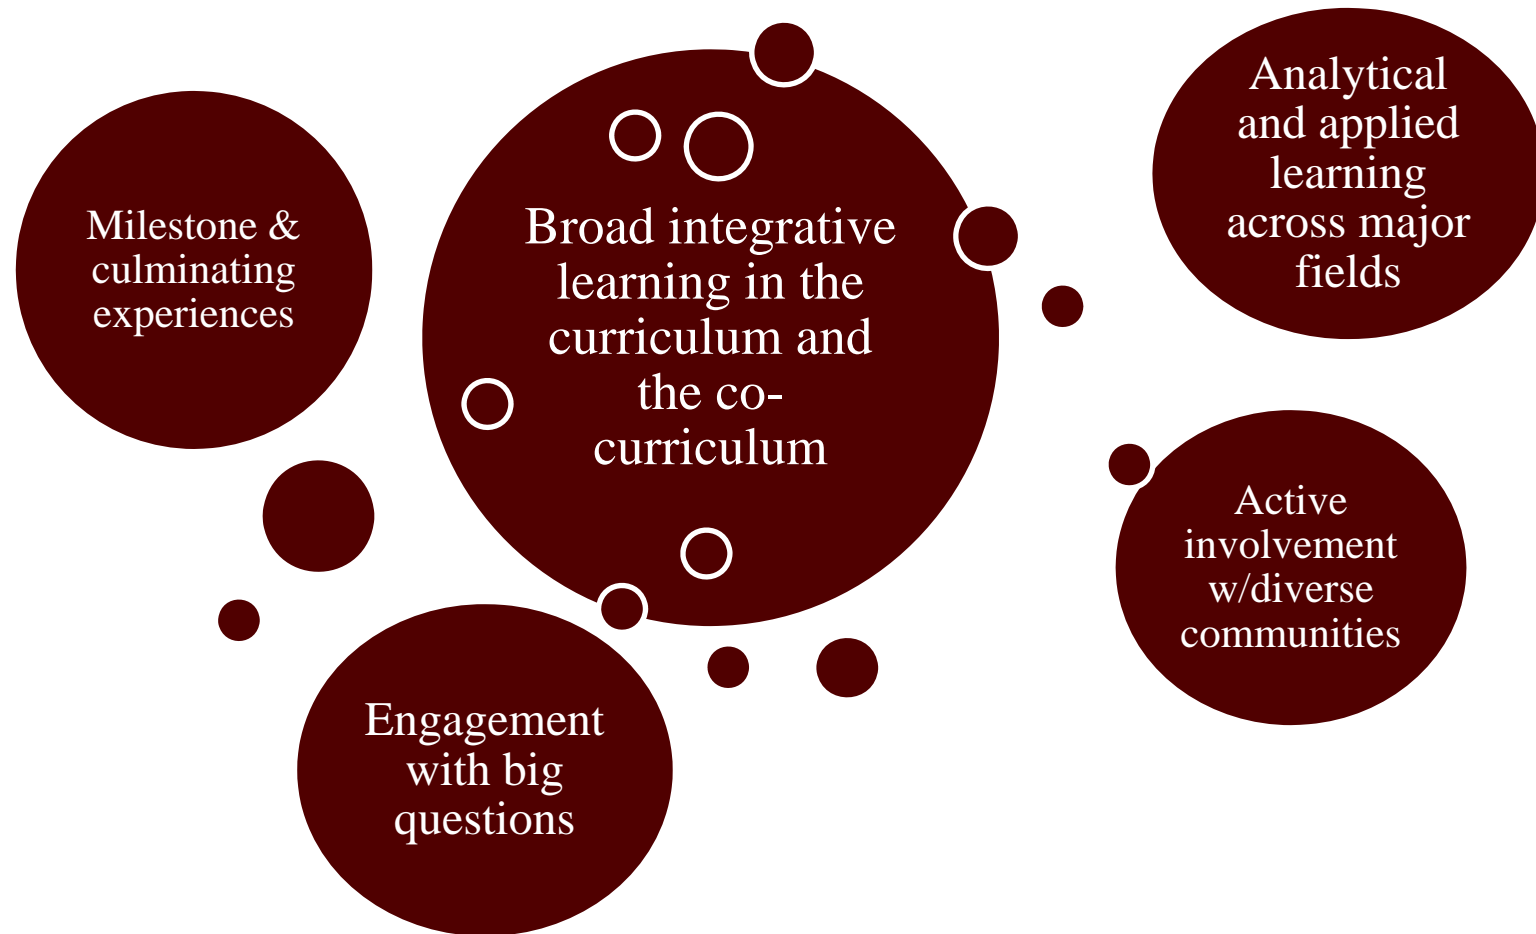 Milestone &
culminating
experiences
Broad integrative
learning in the
curriculum and
the co-
curriculum
Analytical
and applied
learning
across major
fields
Active
involvement
w/diverse
communities
Engagement
with big
questions